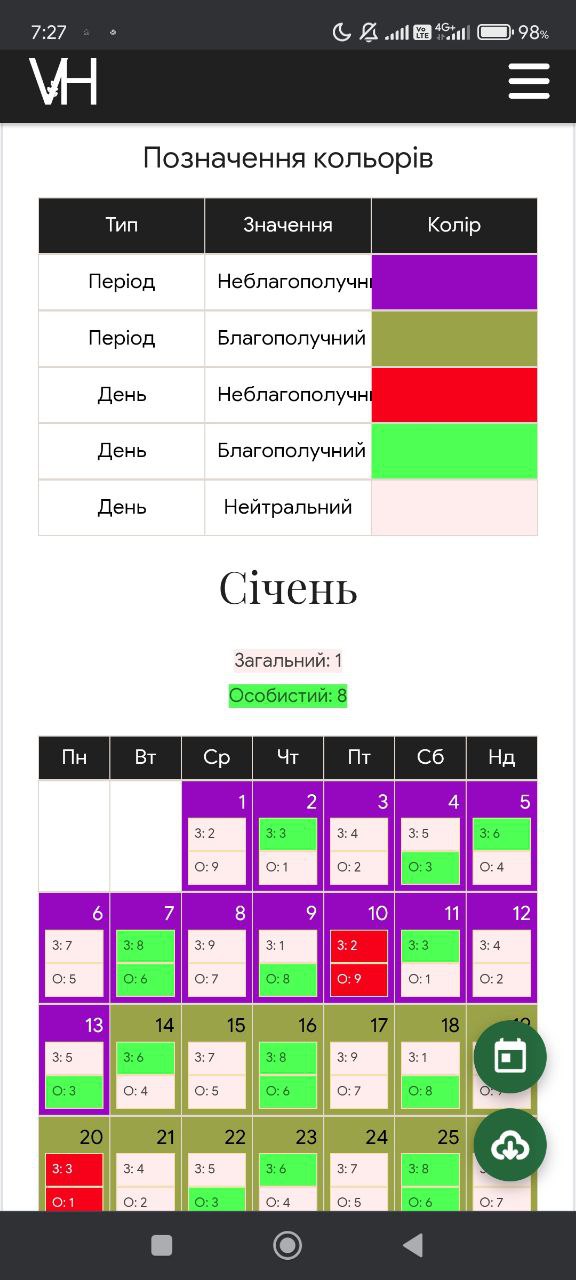 7:27 Vo LTE 4G+ 98%
VH
Позначення кольорів
Тип Значення Колір
Період
Період Благополучний
День
День Благополучний
День Нейтральний
Січень
Загальний: 1
Особистий: 8
Пн Вт Ср Чт Пт Сб Нд
1 2 3 4 5
З: 2 З: 3 З: 4 З: 5 З: 6
О: 9 О: 1 О: 2 О: 3 О: 4
6 7 8 9 10 11 12
З: 7 З: 8 З: 9 З: 1 З: 2 З: 3 З: 4
О: 5 О: 6 О: 7 О: 8 О: 9 О: 1 О: 2
13 14 15 16 17 18
З: 5 З: 6 З: 7 З: 8 З: 9 З: 1
О: 3 О: 4 О: 5 О: 6 О: 7 О: 8
20 21 22 23 24 25
З: 3 З: 4 З: 5 З: 6 З: 7 З: 8
О: 1 О: 2 О: 3 О: 4 О: 5 О: 6 О: 7